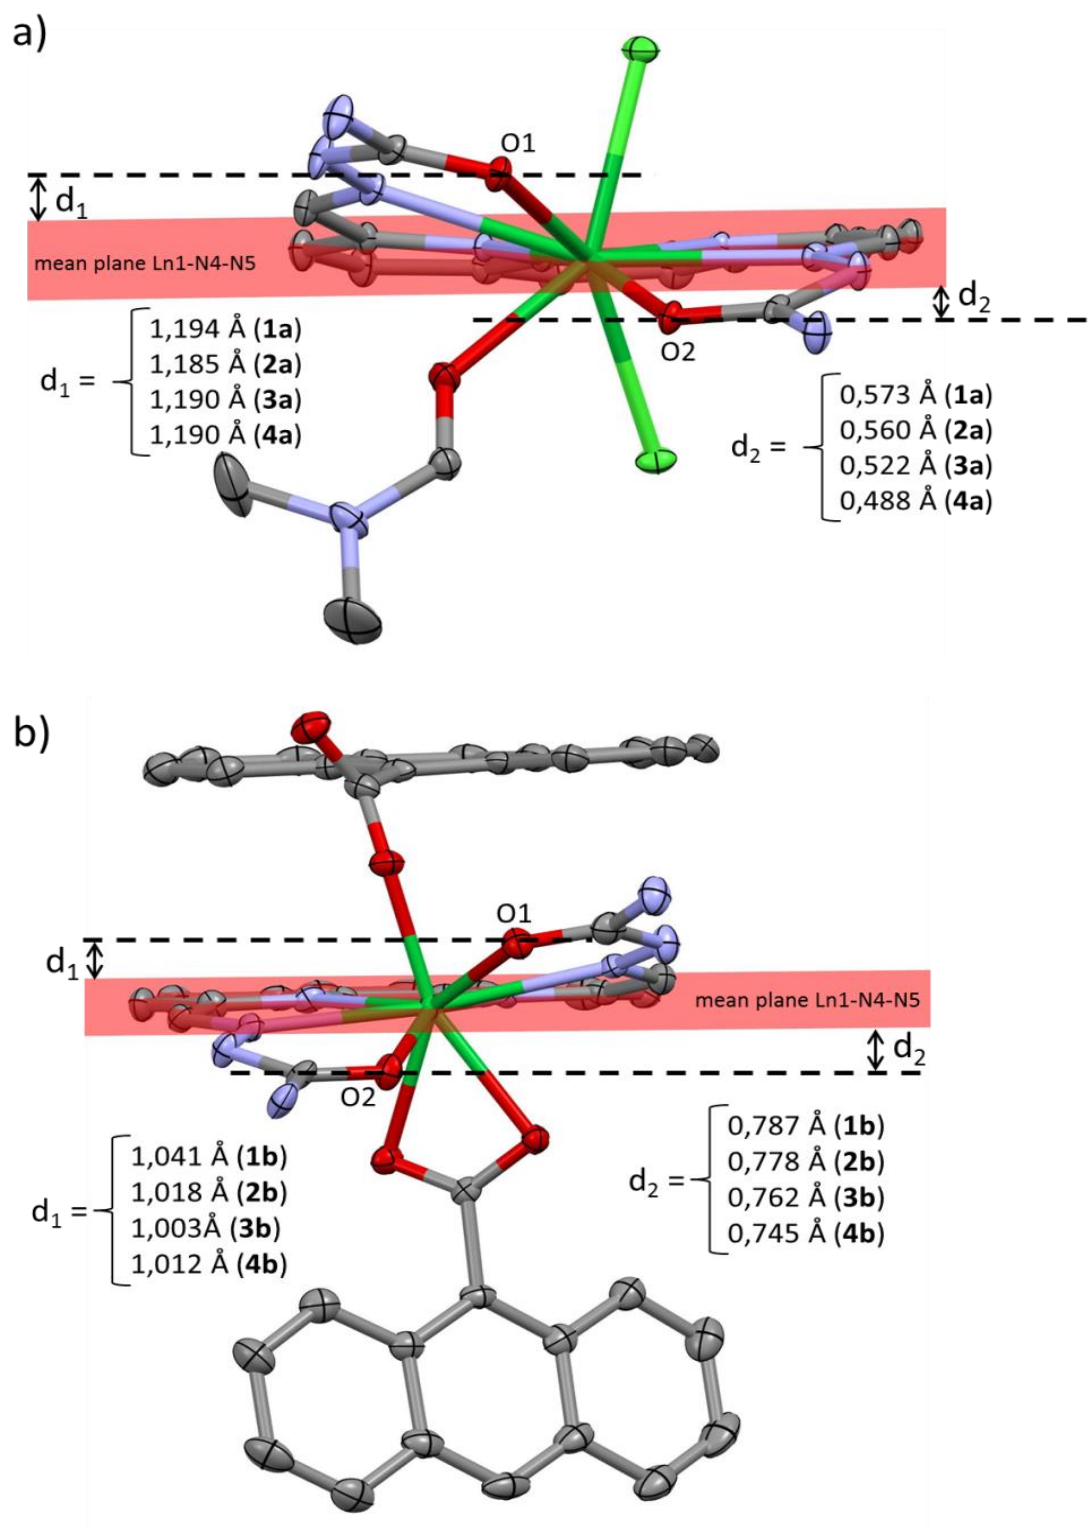 a)
O1
d1
mean plane Ln1-N4-N5
d2
O2
d1 =
1,194 Å (1a)
1,185 Å (2a)
1,190 Å (3a)
1,190 Å (4a)
d2 =
0,573 Å (1a)
0,560 Å (2a)
0,522 Å (3a)
0,488 Å (4a)
b)
O1
d1
mean plane Ln1-N4-N5
d2
O2
d1 =
1,041 Å (1b)
1,018 Å (2b)
1,003Å (3b)
1,012 Å (4b)
d2 =
0,787 Å (1b)
0,778 Å (2b)
0,762 Å (3b)
0,745 Å (4b)